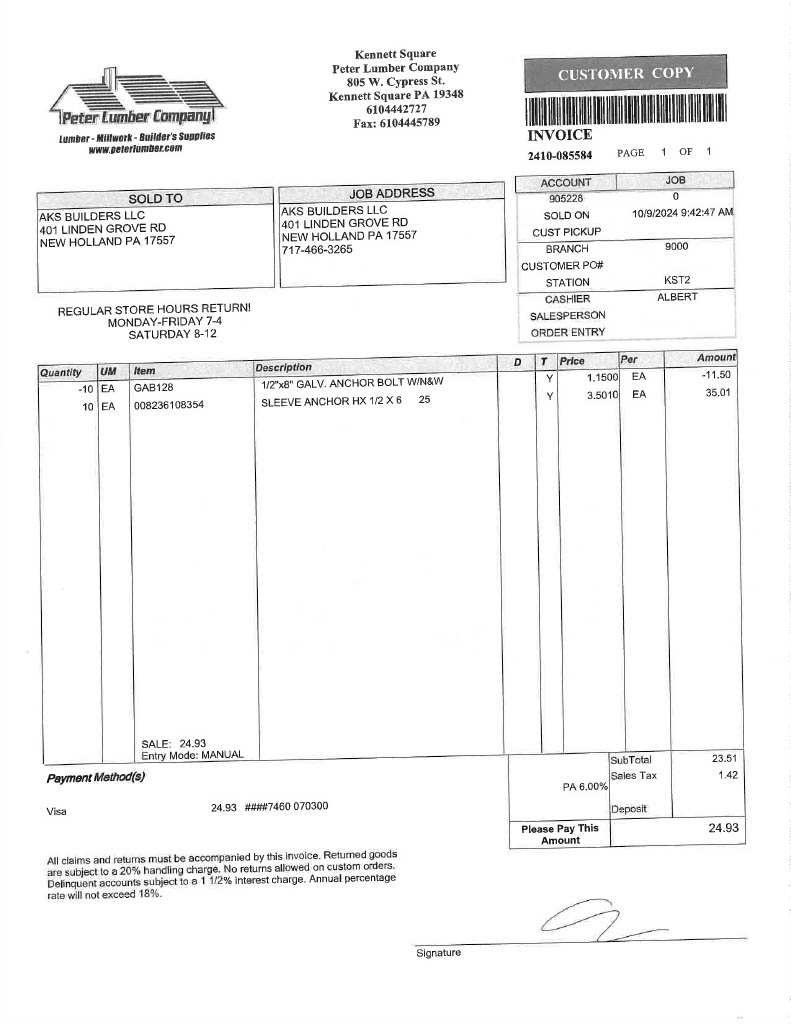 Kennett Square
Peter Lumber Company
805 W. Cypress St.
Kennett Square PA 19348
6104442727
Fax: 6104445789
Peter Lumber Company
Lumber - Millwork - Builder's Supplies
www.peterlumber.com
CUSTOMER COPY
INVOICE
2410-085584 PAGE 1 OF 1
ACCOUNT JOB
905228 0
SOLD ON 10/9/2024 9:42:47 AM
CUST PICKUP
BRANCH 9000
CUSTOMER PO#
STATION KST2
CASHIER ALBERT
SALESPERSON
ORDER ENTRY
SOLD TO
AKS BUILDERS LLC
401 LINDEN GROVE RD
NEW HOLLAND PA 17557
JOB ADDRESS
AKS BUILDERS LLC
401 LINDEN GROVE RD
NEW HOLLAND PA 17557
717-466-3265
REGULAR STORE HOURS RETURN!
MONDAY-FRIDAY 7-4
SATURDAY 8-12
Quantity UM Item Description D T Price Per Amount
-10 EA GAB128 1/2"x8" GALV. ANCHOR BOLT W/N&W Y 1.1500 EA -11.50
10 EA 008236108354 SLEEVE ANCHOR HX 1/2 X 6 25 Y 3.5010 EA 35.01
SALE: 24.93
Entry Mode: MANUAL
Payment Method(s)
Visa 24.93 ####7460 070300
SubTotal 23.51
PA 6.00% Sales Tax 1.42
Deposit
Please Pay This Amount 24.93
All claims and returns must be accompanied by this invoice. Returned goods
are subject to a 20% handling charge. No returns allowed on custom orders.
Delinquent accounts subject to a 1 1/2% interest charge. Annual percentage
rate will not exceed 18%.
Signature